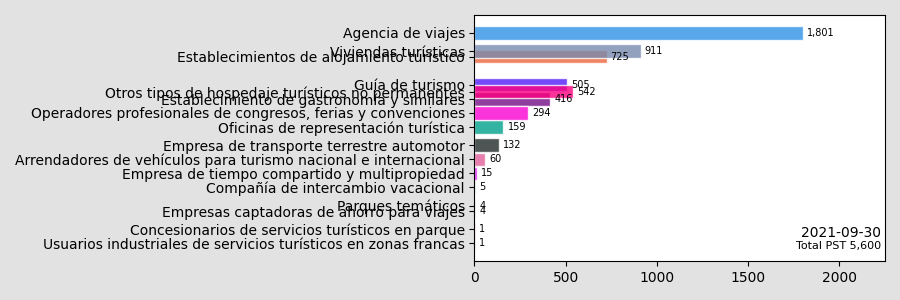 Agencia de viajes 1,801
Viviendas turísticas 911
Establecimientos de alojamiento turístico 725
Guía de turismo 505
Otros tipos de hospedaje turísticos no permanentes 542
Establecimiento de gastronomía y similares 416
Operadores profesionales de congresos, ferias y convenciones 294
Oficinas de representación turística 159
Empresa de transporte terrestre automotor 132
Arrendadores de vehículos para turismo nacional e internacional 60
Empresa de tiempo compartido y multipropiedad 15
Compañía de intercambio vacacional 5
Parques temáticos 4
Empresas captadoras de ahorro para viajes 4
Concesionarios de servicios turísticos en parque 1
2021-09-30
Usuarios industriales de servicios turísticos en zonas francas 1
Total PST 5,600
0 500 1000 1500 2000